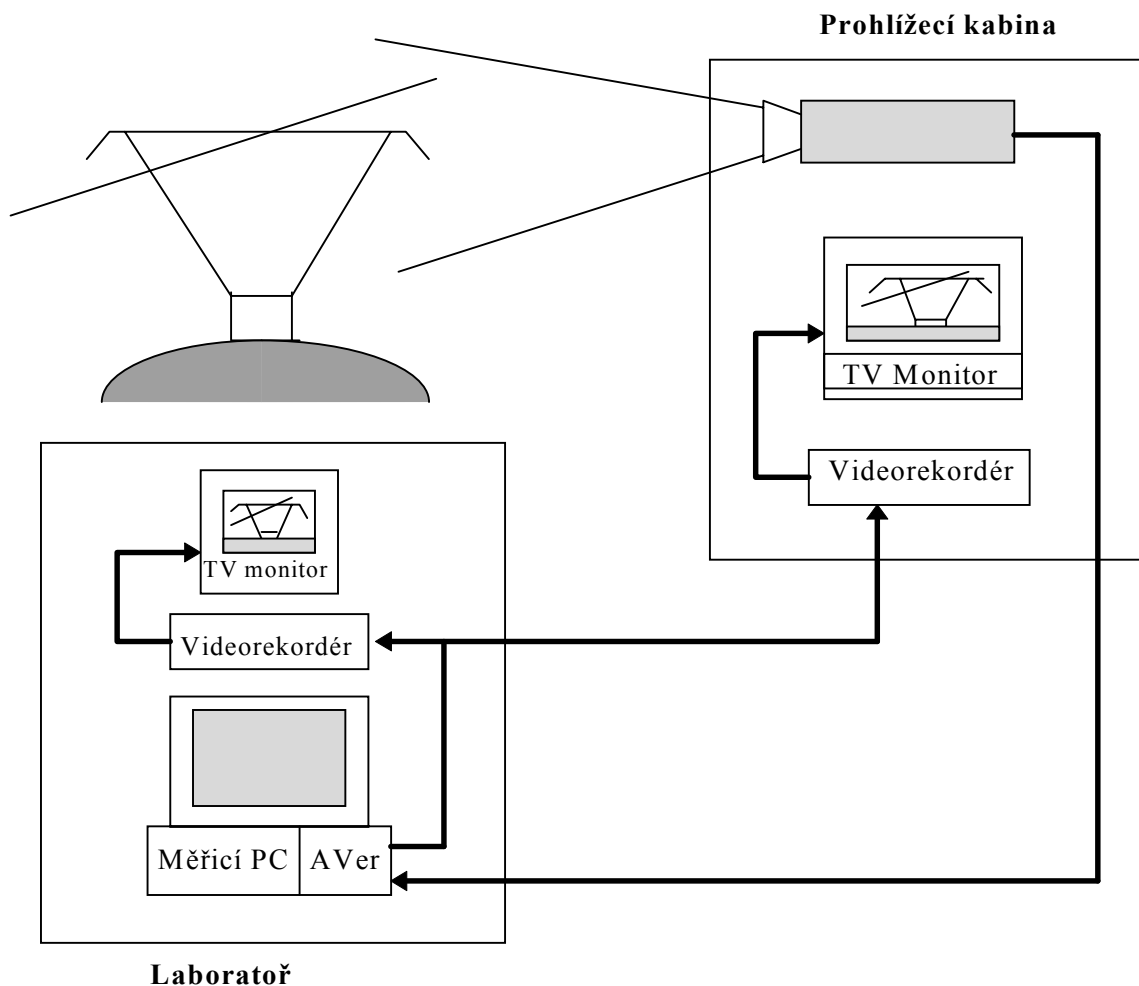 Prohlížecí kabina
TV Monitor
Videorekordér
TV monitor
Videorekordér
Měřicí PC
AVer
Laboratoř